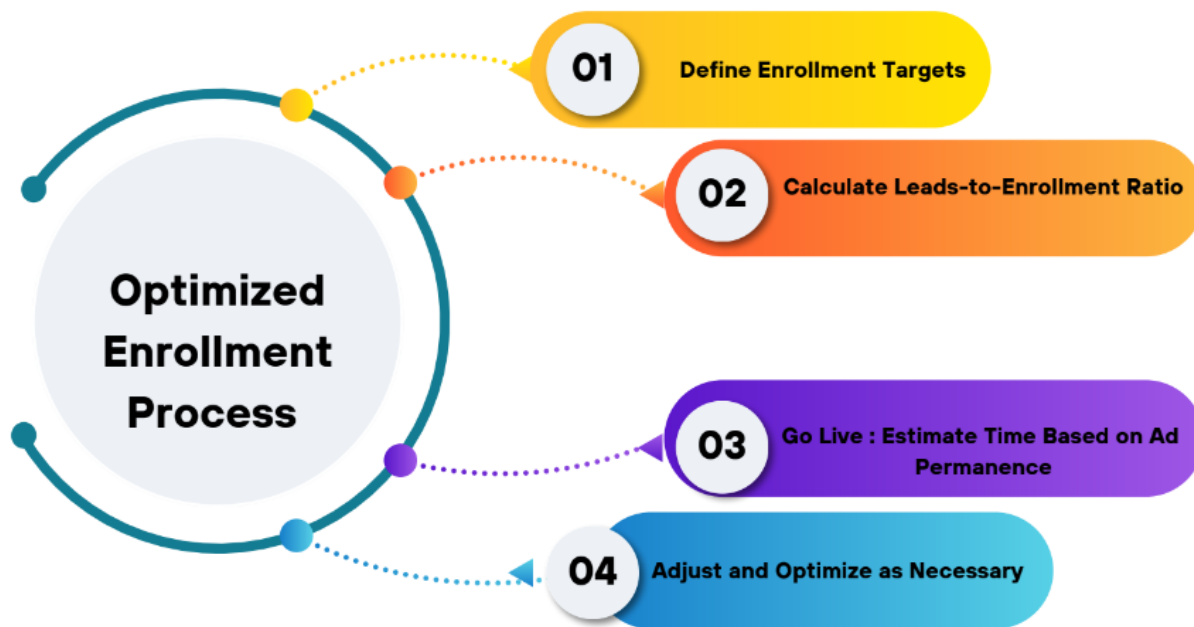 Optimized
Enrollment
Process
01
Define Enrollment Targets
02
Calculate Leads-to-Enrollment Ratio
03
Go Live : Estimate Time Based on Ad
Permanence
04
Adjust and Optimize as Necessary